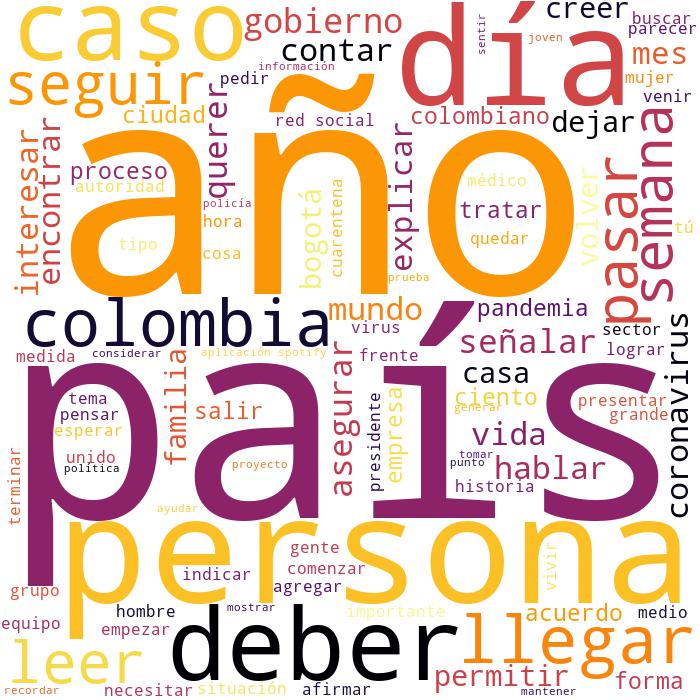 caso
gobierno
creer
buscar
contar
día
sentir
joven
parecer
mes
seguir
pedir
información
mujer
venir
ciudad
querer
red social
colombiano
dejar
semana
interesar
encontrar
proceso
autoridad
año
explicar
médico
tratar
quedar
volver
pasar
tú
policía
hora
cosa
tipo
bogotá
cuarentena
prueba
colombia
mundo
virus
pandemia
señalar
sector
lograr
coronavirus
medida
considerar
aplicación spotify
frente
casa
ciento
generar
presentar
grande
familia
salir
asegurar
presidente
empresa
país
tema
pensar
esperar
unido
política
proyecto
vida
tomar
punto
hablar
historia
terminar
ayudar
persona
gente
comenzar
vivir
indicar
agregar
grupo
equipo
hombre
empezar
mostrar
importante
acuerdo
medio
deber
llegar
leer
permitir
forma
recordar
necesitar
situación
afirmar
mantener